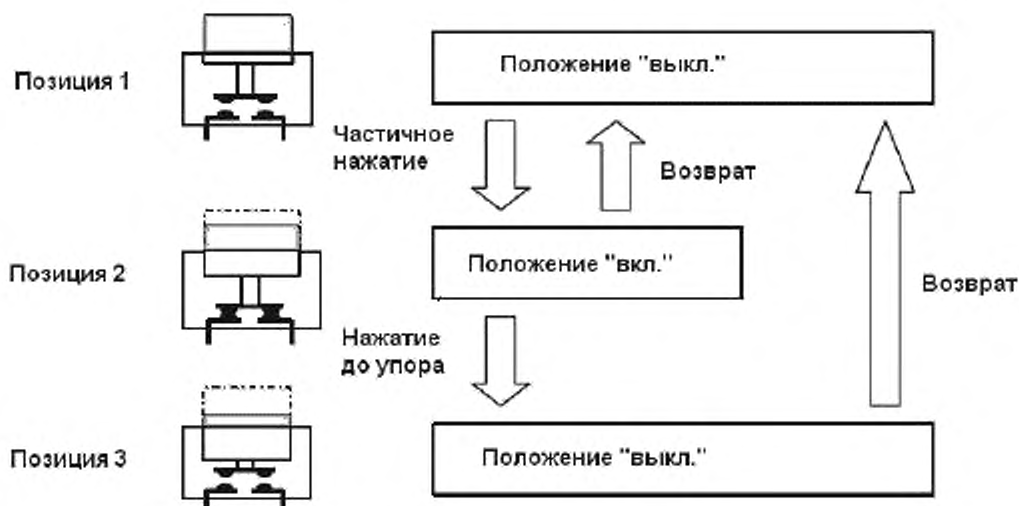 Позиция 1
Положение "выкл."
Частичное
нажатие
Возврат
Позиция 2
Положение "вкл."
Возврат
Нажатие
до упора
Позиция 3
Положение "выкл."